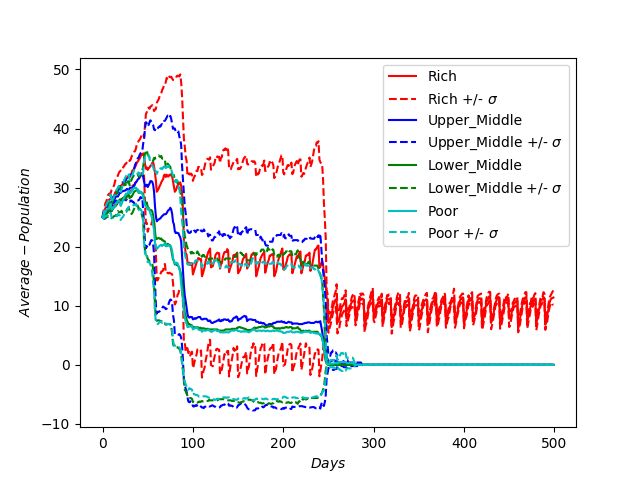 50
40
30
20
10
0
−10
Average − Population
0 100 200 300 400 500
Days
Rich
Rich +/- σ
Upper_Middle
Upper_Middle +/- σ
Lower_Middle
Lower_Middle +/- σ
Poor
Poor +/- σ